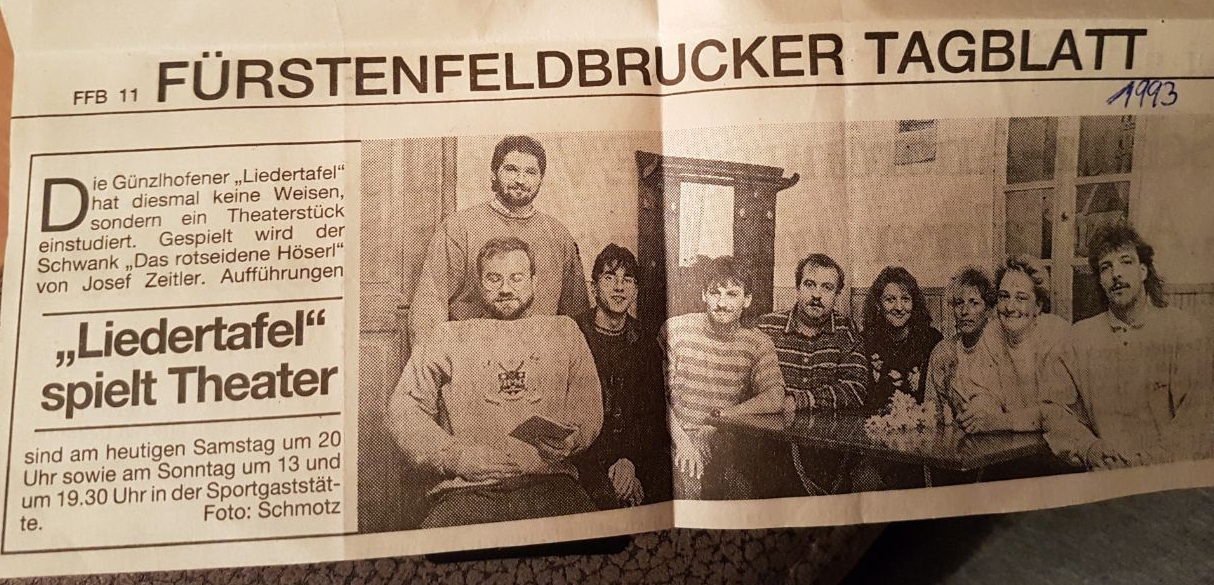 FFB 11 FÜRSTENFELDBRUCKER TAGBLATT
1993
Die Günzlhofener „Liedertafel“
hat diesmal keine Weisen,
sondern ein Theaterstück
einstudiert. Gespielt wird der
Schwank „Das rotseidene Höserl“
von Josef Zeitler. Aufführungen
„Liedertafel“
spielt Theater
sind am heutigen Samstag um 20
Uhr sowie am Sonntag um 13 und
um 19.30 Uhr in der Sportgaststät-
te. Foto: Schmotz